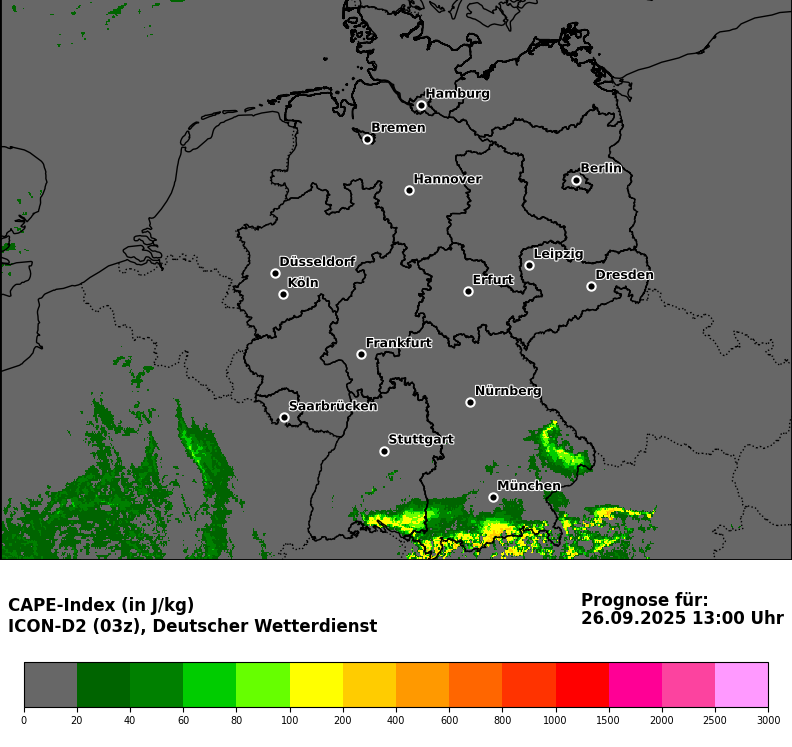 Hamburg
Bremen
Berlin
Hannover
Leipzig
Düsseldorf
Dresden
Köln
Erfurt
Frankfurt
Nürnberg
Saarbrücken
Stuttgart
München
CAPE-Index (in J/kg)
ICON-D2 (03z), Deutscher Wetterdienst
Prognose für:
26.09.2025 13:00 Uhr
0 20 40 60 80 100 200 400 600 800 1000 1500 2000 2500 3000